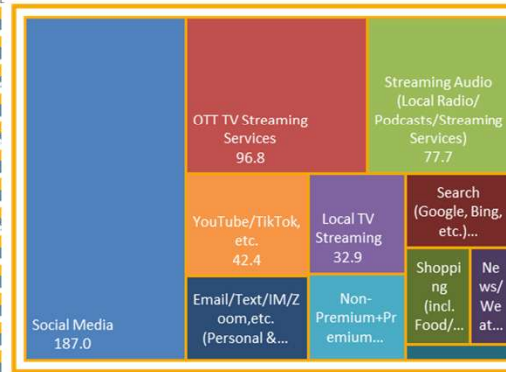 Social Media
187.0
OTT TV Streaming
Services
96.8
Streaming Audio
(Local Radio/
Podcasts/Streaming
Services)
77.7
YouTube/TikTok,
etc.
42.4
Local TV
Streaming
32.9
Search
(Google, Bing,
etc.)...
Email/Text/IM/Z
oom,etc.
(Personal &...
Non-
Premium+Pr
emium...
Shoppi
ng
(incl.
Food/...
Ne
ws/
We
at...